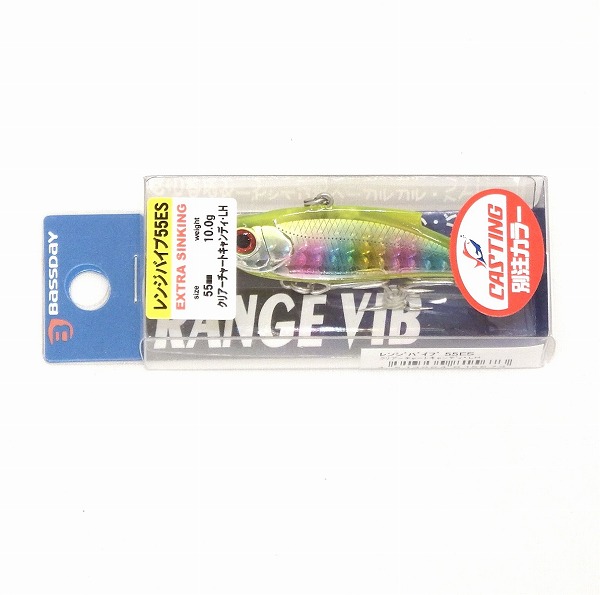 BASSDAY
レンジバイブ55ES
EXTRA SINKING
size 55mm
weight 10.0g
クリアーチャートキャンディ・LH
RANGE VIB
CASTING
別注カラー
レンジバイブ 55ES